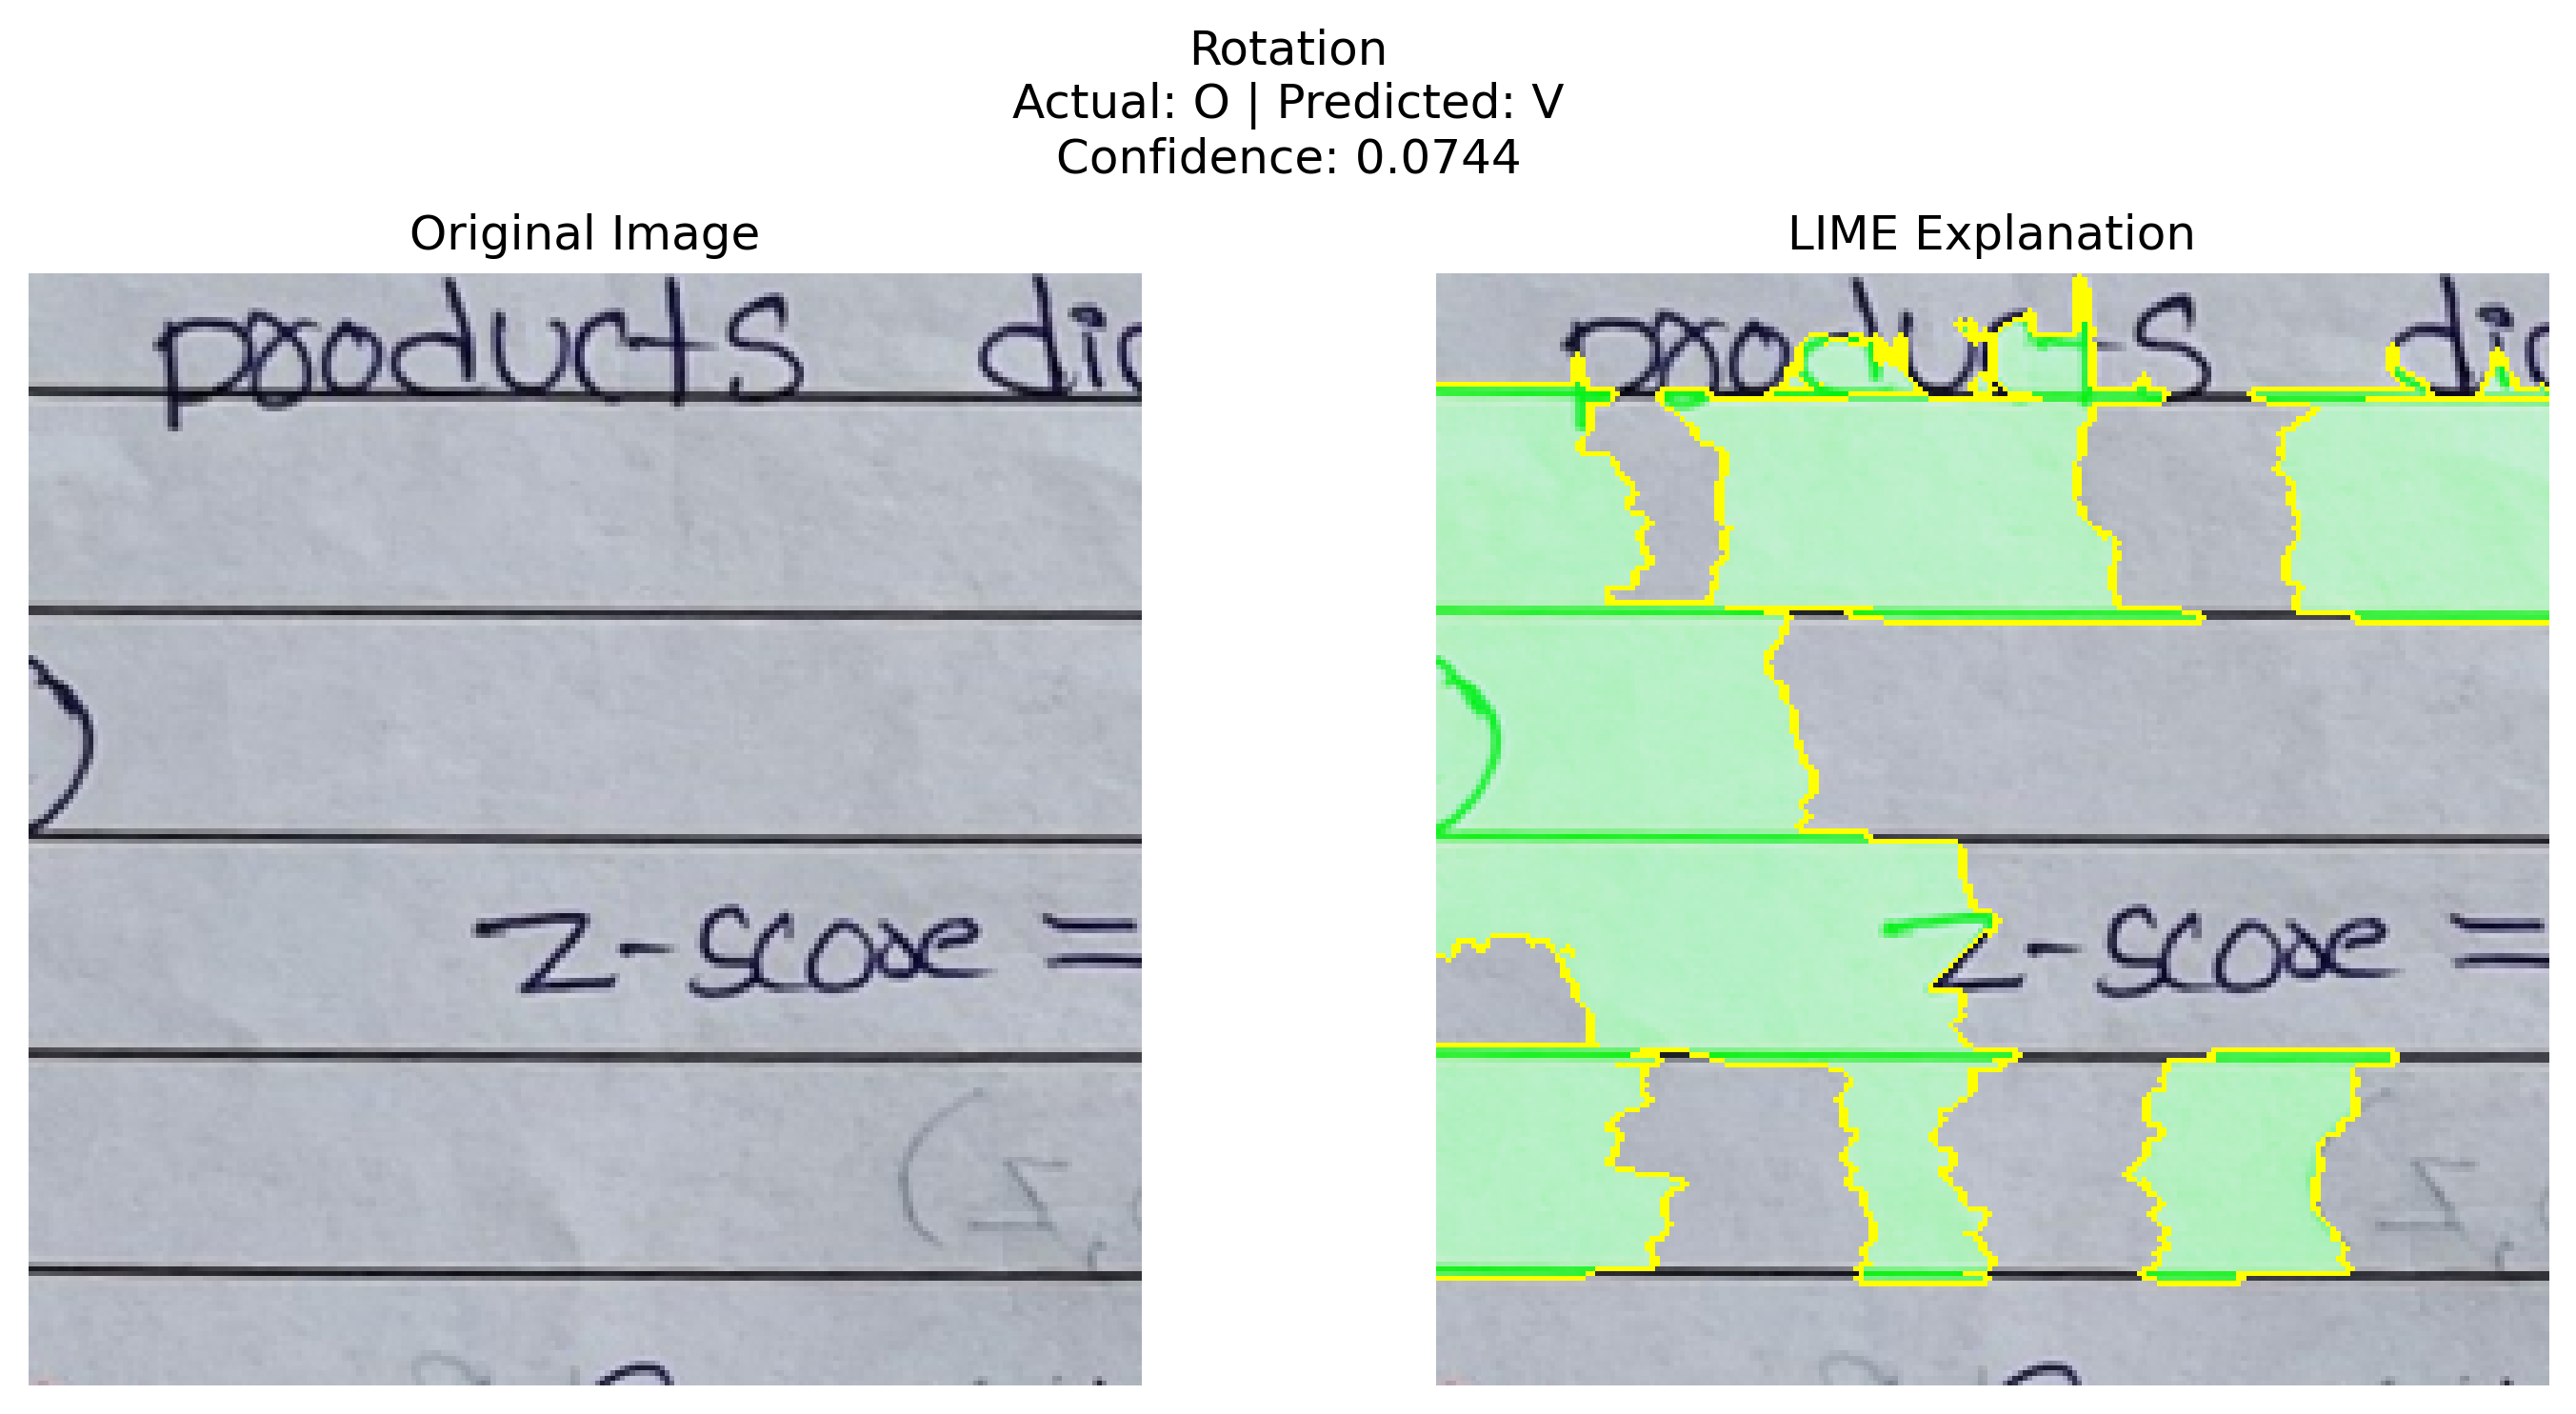 Rotation
Actual: O | Predicted: V
Confidence: 0.0744
Original Image
LIME Explanation
products
z-score =
products
z-score =